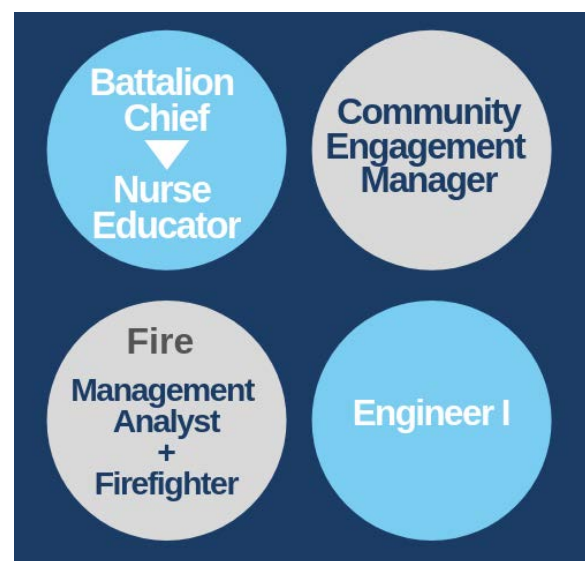 Battalion
Chief
Nurse
Educator
Community
Engagement
Manager
Fire
Management
Analyst
+
Firefighter
Engineer I